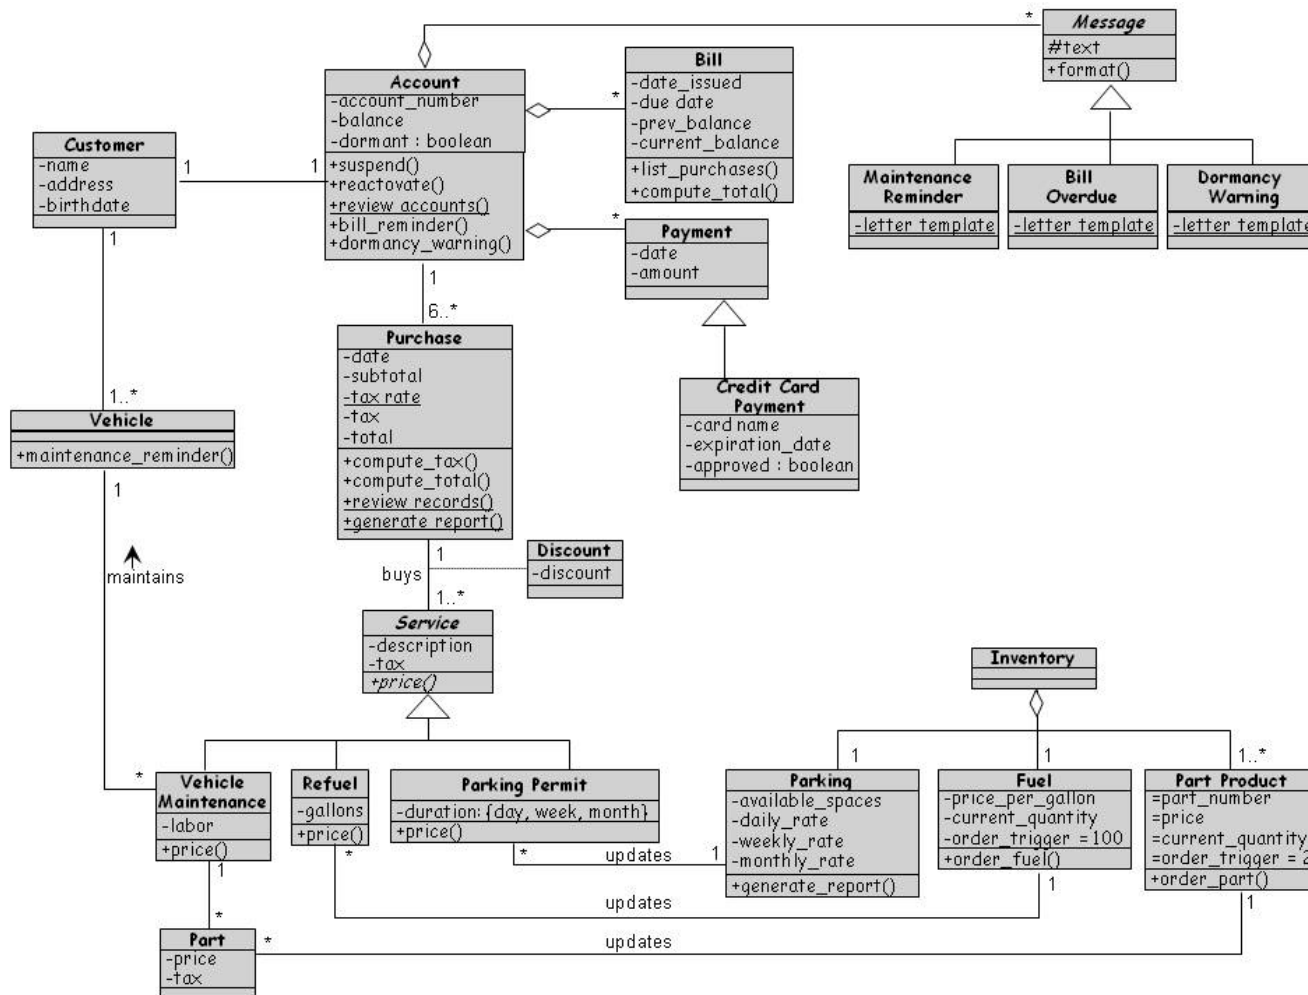 *
Message
#text
+format()
Account
-account_number
-balance
-dormant : boolean
+suspend()
+reactovate()
+review accounts()
+bill_reminder()
+dormancy_warning()
*
Bill
-date_issued
-due date
-prev_balance
-current_balance
+list_purchases()
+compute_total()
Customer
-name
-address
-birthdate
1
1
1
Maintenance
Reminder
-letter template
Bill
Overdue
-letter template
Dormancy
Warning
-letter template
*
Payment
-date
-amount
1
6..*
Purchase
-date
-subtotal
-tax rate
-tax
-total
+compute_tax()
+compute_total()
+review records()
+generate report()
Credit Card
Payment
-card name
-expiration_date
-approved : boolean
1..*
Vehicle
+maintenance_reminder()
1
maintains
1
buys
1..*
Discount
-discount
Service
-description
-tax
+price()
Inventory
*
Vehicle
Maintenance
-labor
+price()
1
Refuel
-gallons
+price()
*
Parking Permit
-duration: {day, week, month}
+price()
*
updates
1
1
Parking
-available_spaces
-daily_rate
-weekly_rate
-monthly_rate
+generate_report()
1
Fuel
-price_per_gallon
-current_quantity
-order_trigger =100
+order_fuel()
1
1..*
Part Product
=part_number
=price
=current_quantity
=order_trigger = 2
+order_part()
1
updates
*
Part
-price
-tax
*
updates